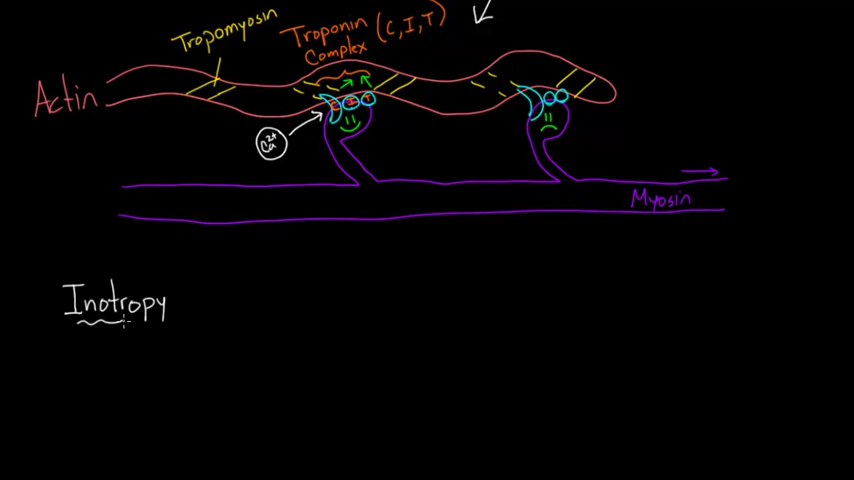 Tropomyosin
Troponin (C, I, T)
Complex
Actin
C I T
Ca2+
Myosin
Inotropy